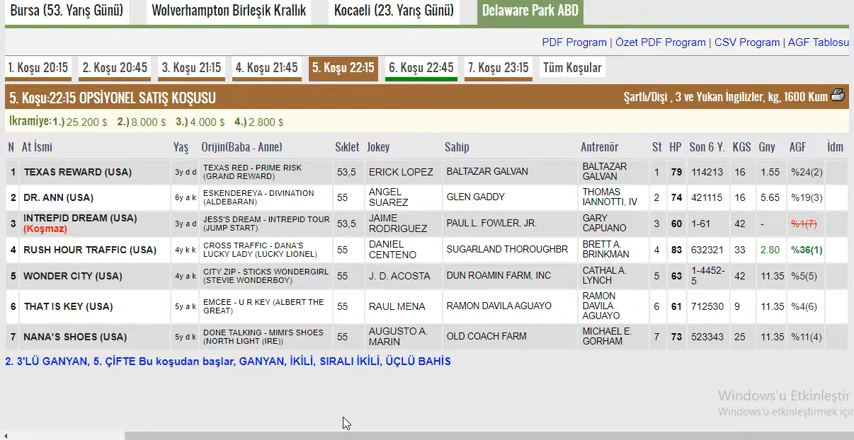 Bursa (53. Yarış Günü) Wolverhampton Birleşik Krallık Kocaeli (23. Yarış Günü) Delaware Park ABD
PDF Program | Özet PDF Program | CSV Program | AGF Tablosu
1. Koşu 20:15 2. Koşu 20:45 3. Koşu 21:15 4. Koşu 21:45 5. Koşu 22:15 6. Koşu 22:45 7. Koşu 23:15 Tüm Koşular
5. Koşu:22:15 OPSİYONEL SATIŞ KOŞUSU Şartlı/Dişi , 3 ve Yukarı İngilizler, kg, 1600 Kum
İkramiye: 1.) 25.200 $ 2.) 8.000 $ 3.) 4.000 $ 4.) 2.800 $
N At İsmi Yaş Orijin(Baba - Anne) Sıklet Jokey Sahip Antrenör St HP Son 6 Y. KGS Gny AGF İdm
1 TEXAS REWARD (USA) 3y d d TEXAS RED - PRIME RISK (GRAND REWARD) 53,5 ERICK LOPEZ BALTAZAR GALVAN BALTAZAR GALVAN 1 79 114213 16 1.55 %24(2)
2 DR. ANN (USA) 6y a k ESKENDEREYA - DIVINATION (ALDEBARAN) 55 ANGEL SUAREZ GLEN GADDY THOMAS IANNOTTI, IV 2 74 421115 16 5.65 %19(3)
3 INTREPID DREAM (USA) (Koşmaz) 3y a d JESS'S DREAM - INTREPID TOUR (JUMP START) 53,5 JAIME RODRIGUEZ PAUL L. FOWLER, JR. GARY CAPUANO 3 60 1-61 42 - %1(7)
4 RUSH HOUR TRAFFIC (USA) 4y k k CROSS TRAFFIC - DANA'S LUCKY LADY (LUCKY LIONEL) 55 DANIEL CENTENO SUGARLAND THOROUGHBR BRETT A. BRINKMAN 4 83 632321 33 2.80 %36(1)
5 WONDER CITY (USA) 4y a k CITY ZIP - STICKS WONDERGIRL (STEVIE WONDERBOY) 55 J. D. ACOSTA DUN ROAMIN FARM, INC CATHAL A. LYNCH 5 63 1-4452-5 42 11.35 %5(5)
6 THAT IS KEY (USA) 5y a k EMCEE - U R KEY (ALBERT THE GREAT) 55 RAUL MENA RAMON DAVILA AGUAYO RAMON DAVILA AGUAYO 6 61 712530 9 11.35 %4(6)
7 NANA'S SHOES (USA) 5y d k DONE TALKING - MIMI'S SHOES (NORTH LIGHT (IRE)) 55 AUGUSTO A. MARIN OLD COACH FARM MICHAEL E. GORHAM 7 73 523343 25 11.35 %11(4)
2. 3'LÜ GANYAN, 5. ÇİFTE Bu koşudan başlar, GANYAN, İKİLİ, SIRALI İKİLİ, ÜÇLÜ BAHİS
Windows'u Etkinleştir
Windows'u etkinleştirmek için